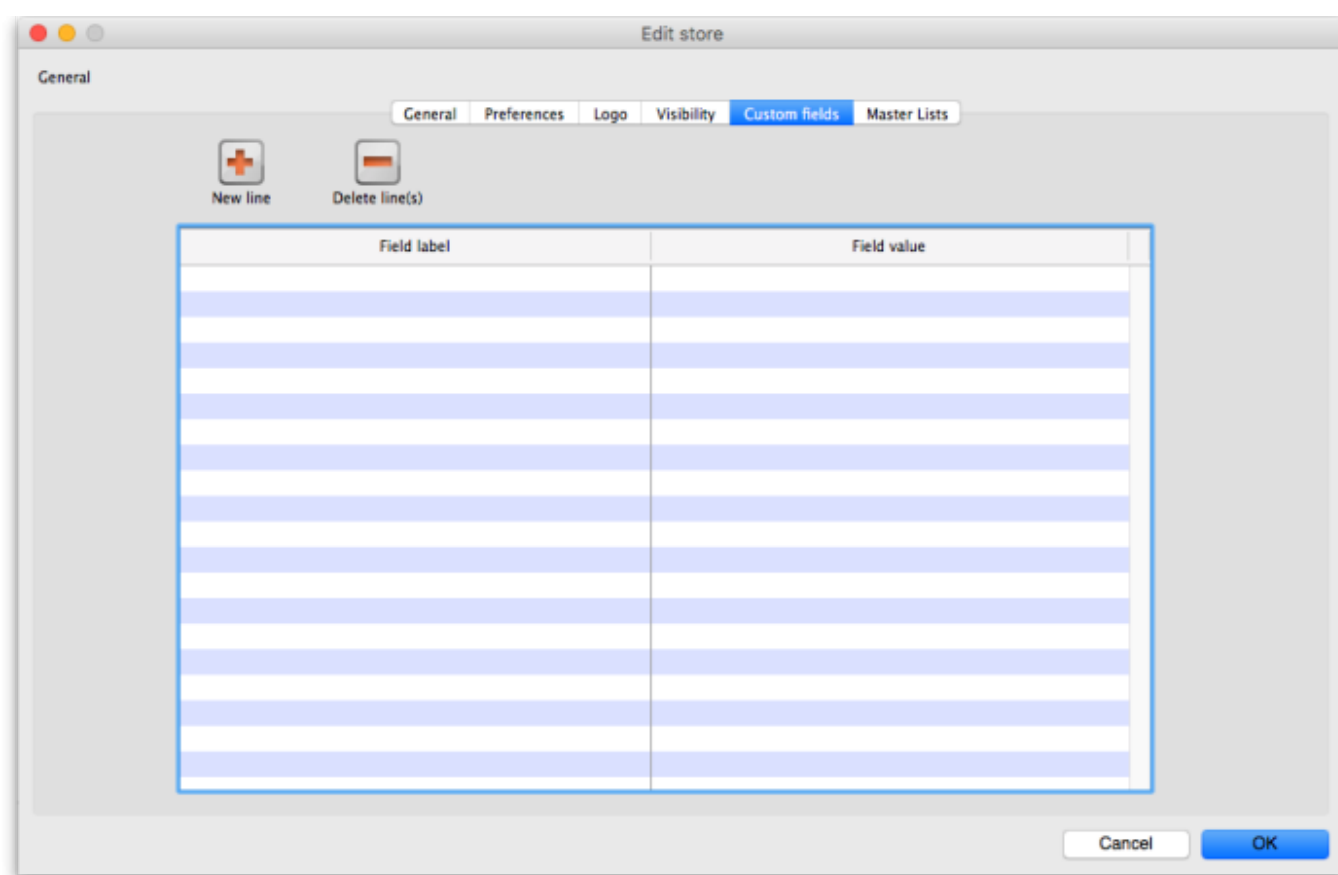 Edit store
General
General Preferences Logo Visibility Custom fields Master Lists
New line Delete line(s)
Field label Field value
Cancel OK